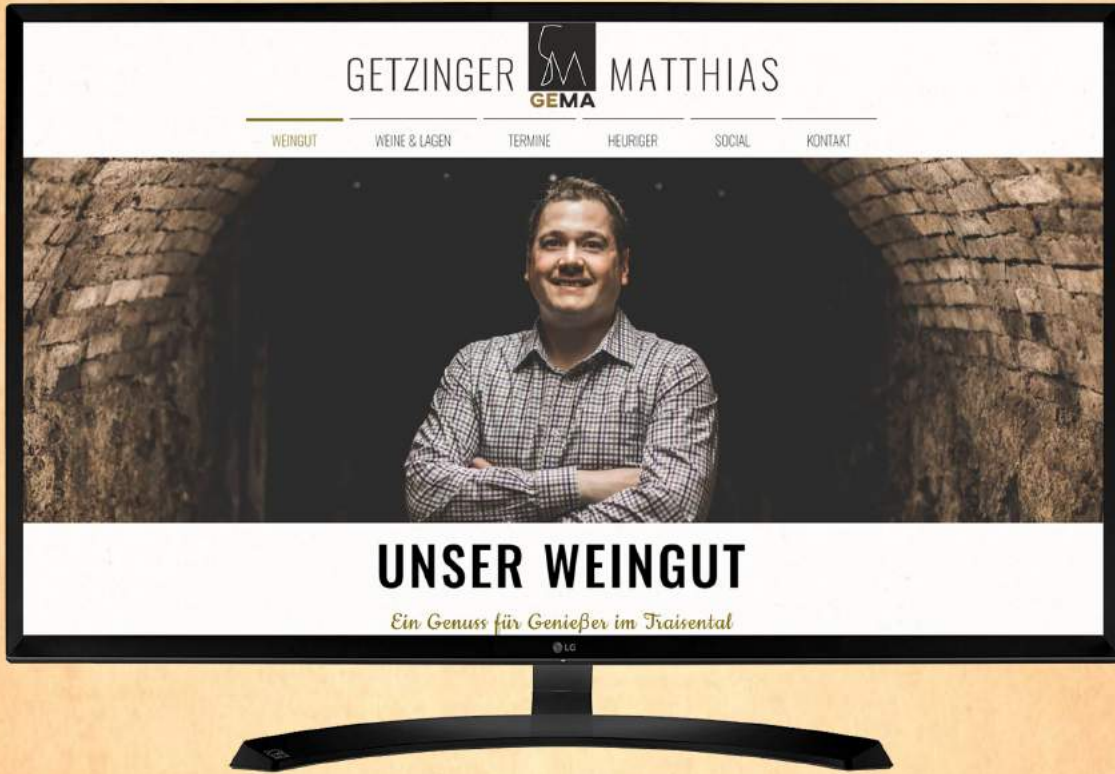 GETZINGER GM MATTHIAS
GEMA
WEINGUT WEINE & LAGEN TERMINE HEURIGER SOCIAL KONTAKT
UNSER WEINGUT
Ein Genuss für Genießer im Traisental
LG